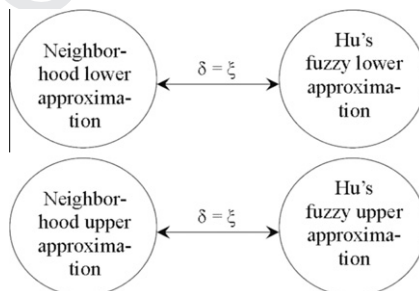 Neighbor-
hood lower
approxima-
tion
δ = ξ
Hu's
fuzzy lower
approxima-
tion
Neighbor-
hood upper
approxima-
tion
δ = ξ
Hu's
fuzzy upper
approxima-
tion